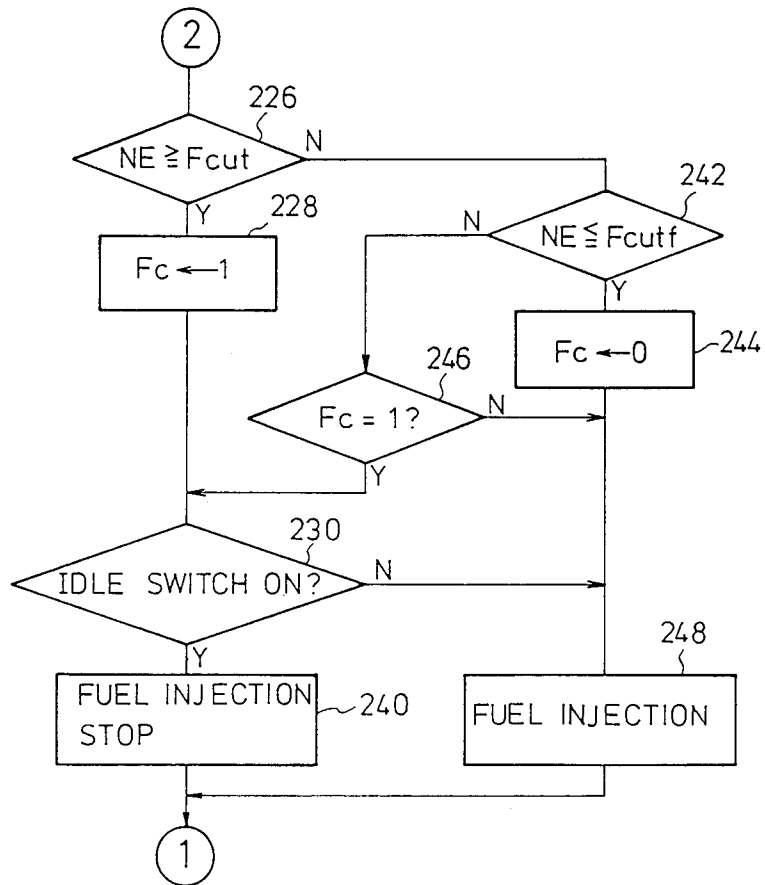 2
226
NE ≧ Fcut
N
Y
242
228
N
NE ≦ Fcutf
Fc ← 1
Y
Fc ← 0
244
246
Fc = 1?
N
Y
230
IDLE SWITCH ON?
N
Y
248
FUEL INJECTION
STOP
240
FUEL INJECTION
1